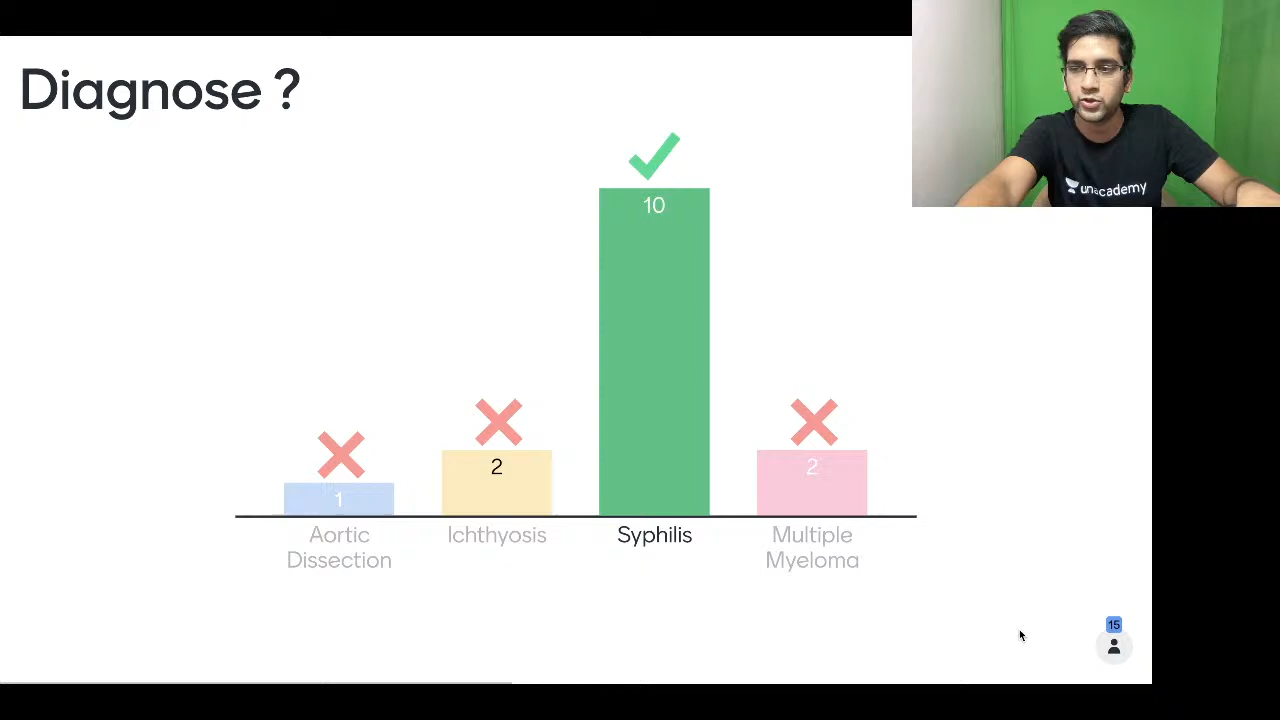 Diagnose ?
unacademy
10
2
2
1
Aortic
Dissection
Ichthyosis
Syphilis
Multiple
Myeloma
15